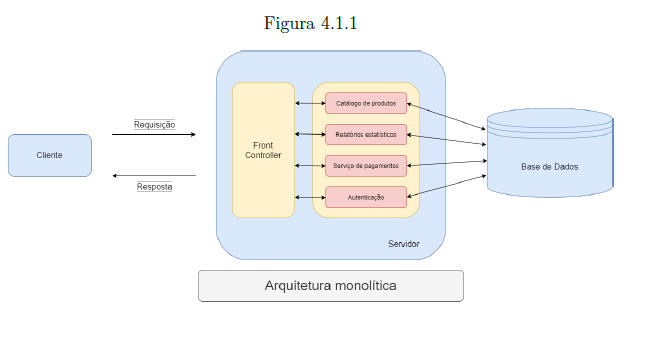 Figura 4.1.1
Cliente
Requisição
Resposta
Front
Controller
Catálogo de produtos
Relatórios estatísticos
Serviço de pagamentos
Autenticação
Servidor
Base de Dados
Arquitetura monolítica